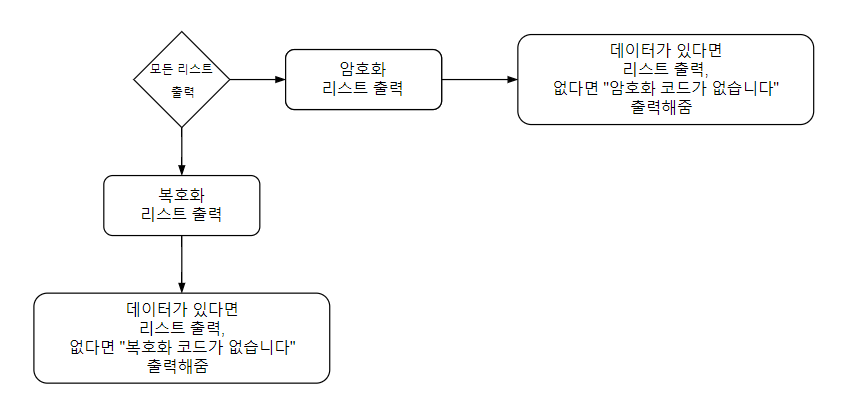 모든 리스트
출력
암호화
리스트 출력
데이터가 있다면
리스트 출력,
없다면 "암호화 코드가 없습니다"
출력해줌
복호화
리스트 출력
데이터가 있다면
리스트 출력,
없다면 "복호화 코드가 없습니다"
출력해줌